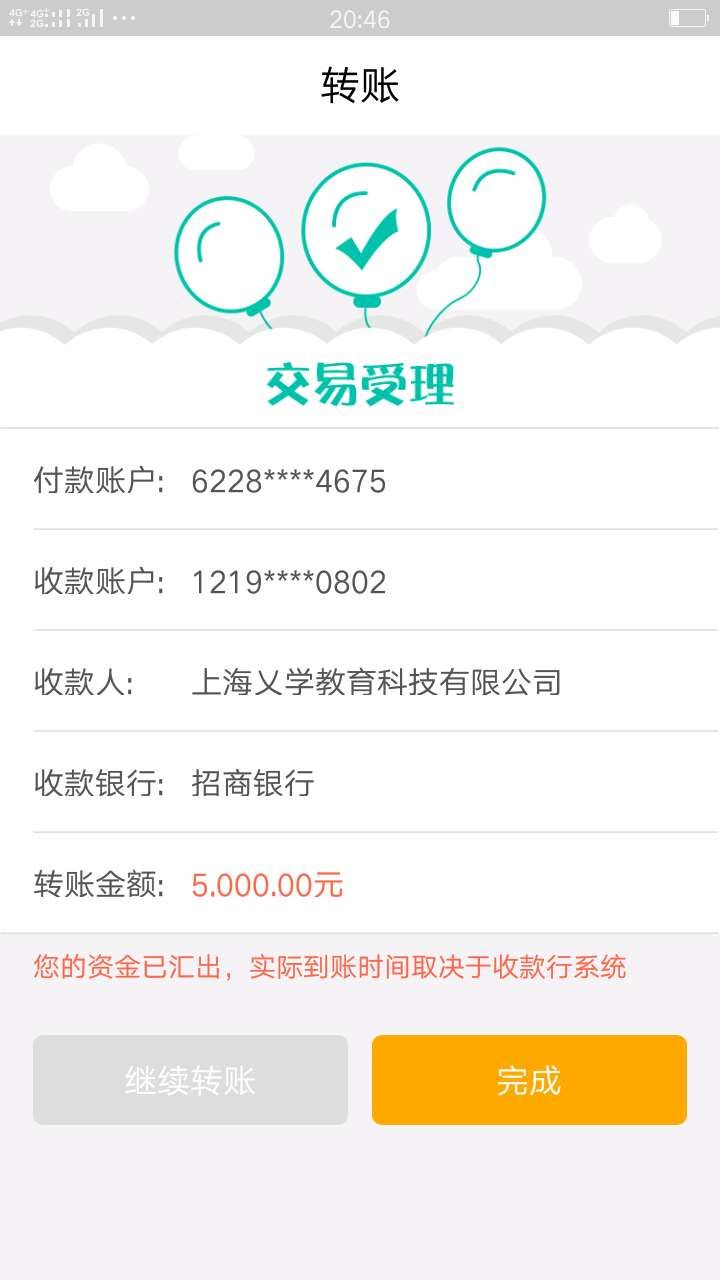 4G+ 4G+ 2G 2G ... 20:46
转账
交易受理
付款账户: 6228****4675
收款账户: 1219****0802
收款人: 上海乂学教育科技有限公司
收款银行: 招商银行
转账金额: 5,000.00元
您的资金已汇出，实际到账时间取决于收款行系统
继续转账 完成